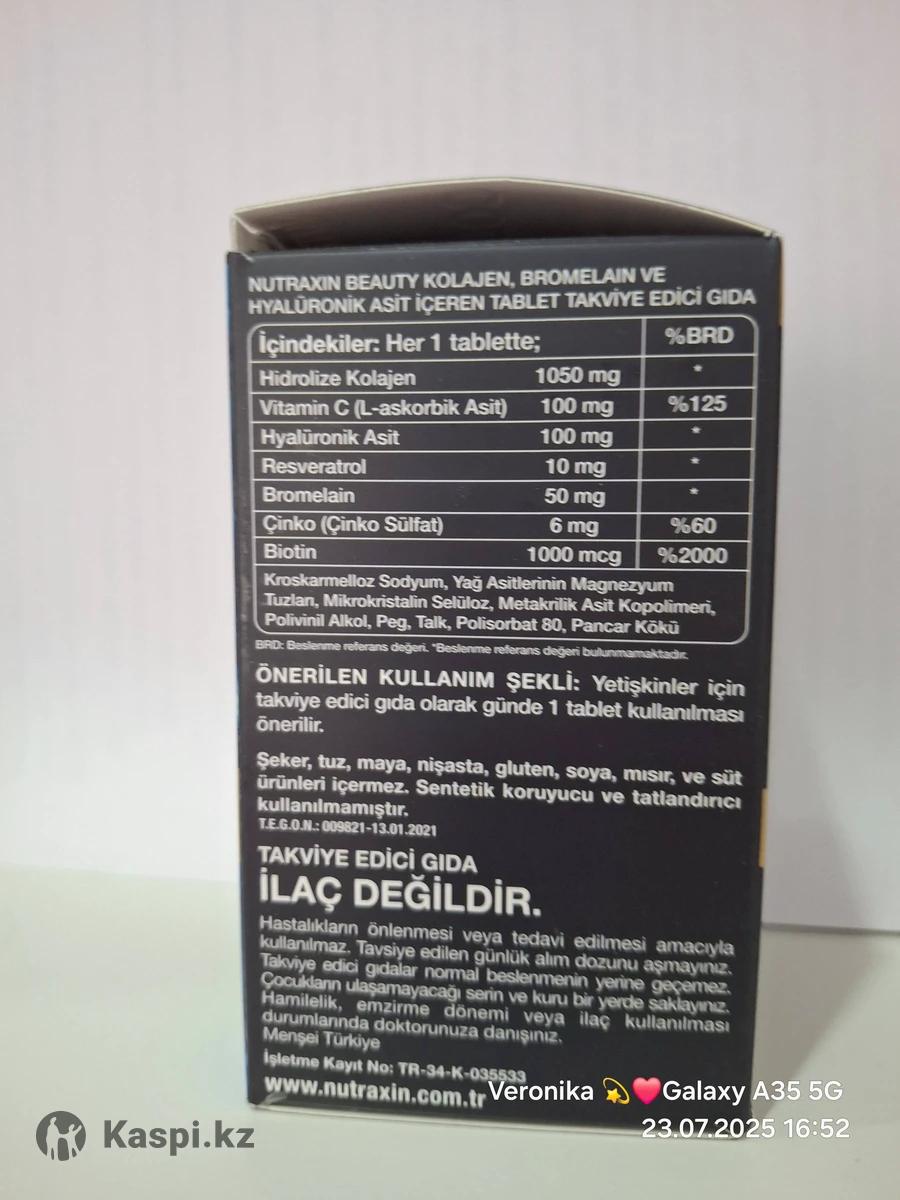 NUTRAXIN BEAUTY KOLAJEN, BROMELAIN VE
HYALÜRONİK ASİT İÇEREN TABLET TAKVİYE EDİCİ GIDA
İçindekiler: Her 1 tablette; %BRD
Hidrolize Kolajen 1050 mg *
Vitamin C (L-askorbik Asit) 100 mg %125
Hyalüronik Asit 100 mg *
Resveratrol 10 mg *
Bromelain 50 mg *
Çinko (Çinko Sülfat) 6 mg %60
Biotin 1000 mcg %2000
Kroskarmelloz Sodyum, Yağ Asitlerinin Magnezyum
Tuzları, Mikrokristalin Selüloz, Metakrilik Asit Kopolimeri,
Polivinil Alkol, Peg, Talk, Polisorbat 80, Pancar Kökü
BRD: Beslenme referans değeri. *Beslenme referans değeri bulunmamaktadır.
ÖNERİLEN KULLANIM ŞEKLİ: Yetişkinler için
takviye edici gıda olarak günde 1 tablet kullanılması
önerilir.
Şeker, tuz, maya, nişasta, gluten, soya, mısır, ve süt
ürünleri içermez. Sentetik koruyucu ve tatlandırıcı
kullanılmamıştır.
T.E.G.O.N.: 009821-13.01.2021
TAKVİYE EDİCİ GIDA
İLAÇ DEĞİLDİR.
Hastalıkların önlenmesi veya tedavi edilmesi amacıyla
kullanılmaz. Tavsiye edilen günlük alım dozunu aşmayınız.
Takviye edici gıdalar normal beslenmenin yerine geçemez.
Çocukların ulaşamayacağı serin ve kuru bir yerde saklayınız.
Hamilelik, emzirme dönemi veya ilaç kullanılması
durumlarında doktorunuza danışınız.
Menşei Türkiye
İşletme Kayıt No: TR-34-K-035533
www.nutraxin.com.tr
Veronika 💫❤️Galaxy A35 5G
23.07.2025 16:52
Kaspi.kz